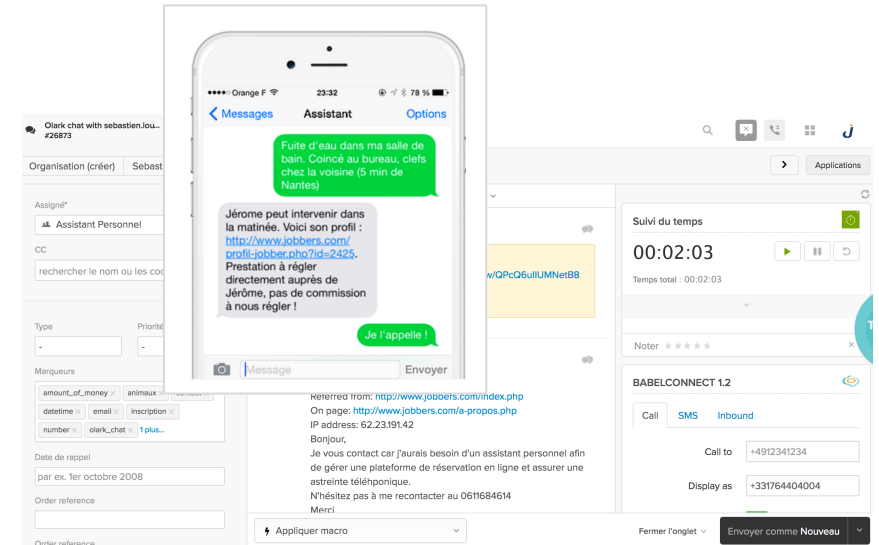 Orange F
23:32
78 %
Messages
Assistant
Options
Fuite d'eau dans ma salle de
bain. Coincé au bureau, clefs
chez la voisine (5 min de
Nantes)
Jérome peut intervenir dans
la matinée. Voici son profil :
http://www.jobbers.com/
profil-jobber.php?id=2425.
Prestation à régler
directement auprès de
Jérôme, pas de commission
à nous régler !
Je l'appelle !
Message
Envoyer
Olark chat with sebastien.lou...
#26873
Organisation (créer)
Sebast
Applications
Assigné*
Assistant Personnel
CC
rechercher le nom ou les coo
Type
Priorité
-
-
Marqueurs
amount_of_money ×
animaux ×
datetime ×
email ×
inscription ×
number ×
olark_chat ×
1 plus...
Date de rappel
par ex. 1er octobre 2008
Order reference
Order reference
Referred from: http://www.jobbers.com/index.php
On page: http://www.jobbers.com/a-propos.php
IP address: 62.23.191.42
Bonjour,
Je vous contact car j'aurais besoin d'un assistant personnel afin
de gérer une plateforme de réservation en ligne et assurer une
astreinte téléhponique.
N'hésitez pas à me recontacter au 0611684614
Merci
Appliquer macro
Suivi du temps
00:02:03
Temps total : 00:02:03
Noter
×
BABELCONNECT 1.2
Call
SMS
Inbound
Call to
+4912341234
Display as
+331764404004
Fermer l'onglet
Envoyer comme Nouveau